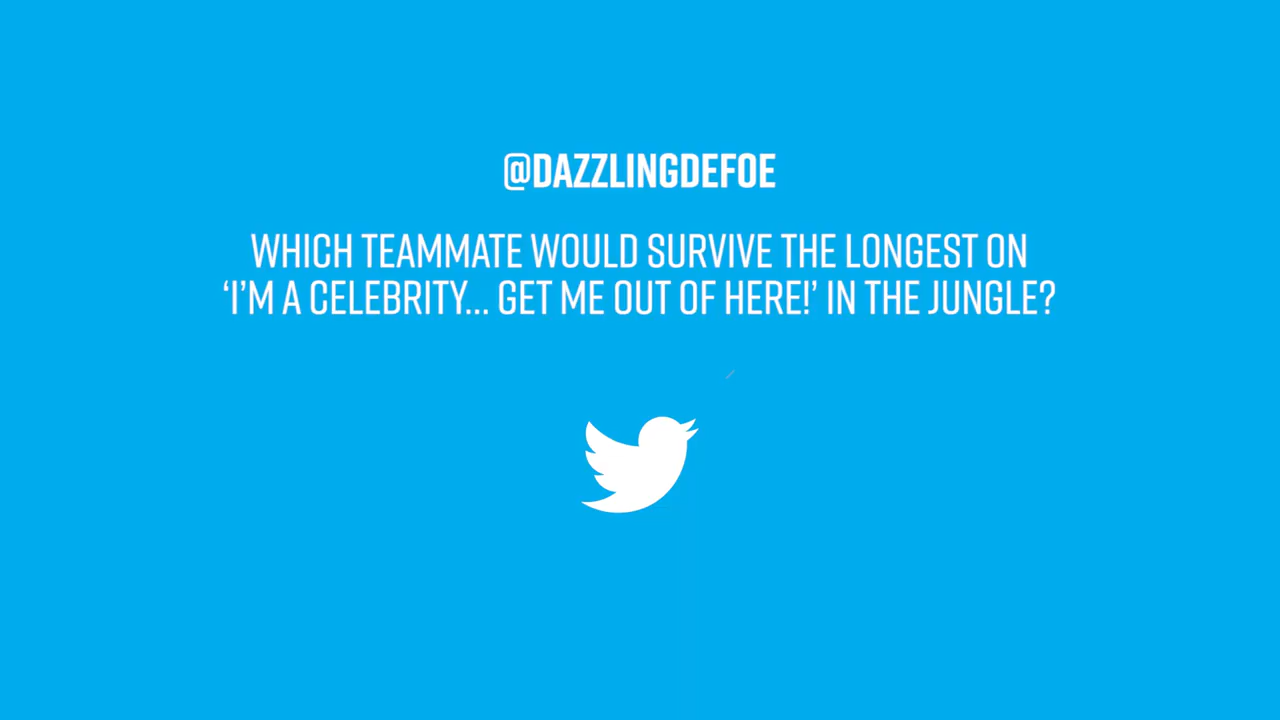 @DAZZLINGDEFOE
WHICH TEAMMATE WOULD SURVIVE THE LONGEST ON
‘I’M A CELEBRITY... GET ME OUT OF HERE!’ IN THE JUNGLE?